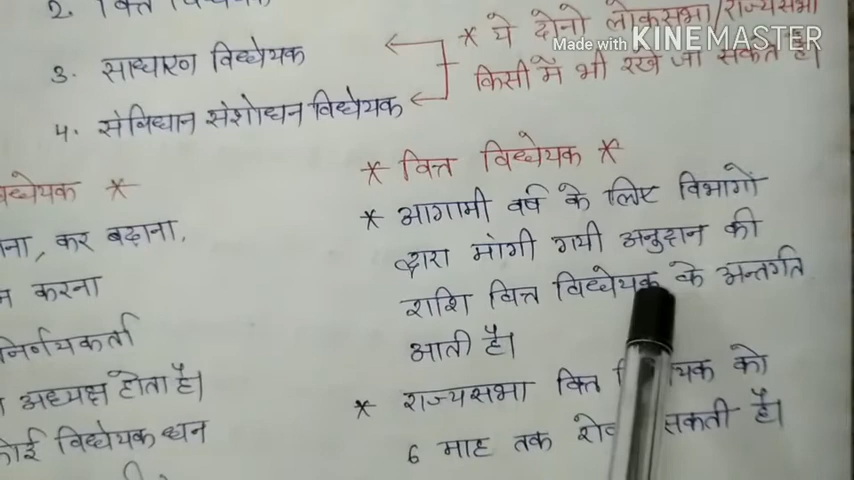 2. वित्त विधेयक
3. साधारण विध्येयक
4. संविधान संशोधन विध्येयक
* ये दोनो लोकसभा/राज्यसभा
किसी में भी रखे जा सकते है।
Made with KINEMASTER
ध्येयक *
ना, कर बढ़ाना,
करना
निर्णयकर्ता
अध्यक्ष होता है।
कोई विध्येयक ध्धन
* वित्त विध्येयक *
* आगामी वर्ष के लिए विभागों
द्वारा मांगी गयी अनुदान की
राशि वित्त विध्येयक के अन्तर्गत
आती है।
* राज्यसभा वित्त को
6 माह तक सकती है।